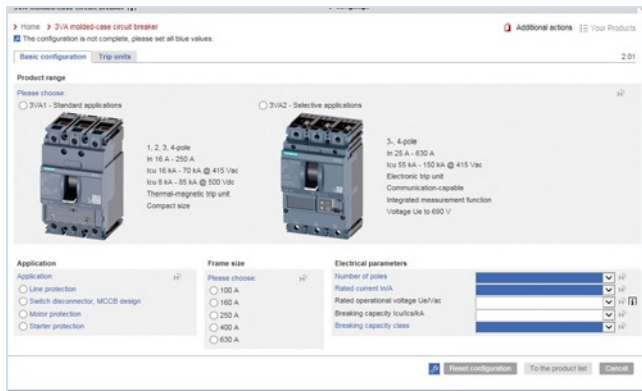 Home > 3VA molded-case circuit breaker
Additional actions
Your Products
The configuration is not complete, please set all blue values.
Basic configuration
Trip units
2.01
Product range
Please choose:
3VA1 - Standard applications
3VA2 - Selective applications
1, 2, 3, 4-pole
In 16 A - 250 A
Icu 16 kA - 70 kA @ 415 Vac
Icu 8 kA - 85 kA @ 500 Vdc
Thermal-magnetic trip unit
Compact size
3-, 4-pole
In 25 A - 630 A
Icu 55 kA - 150 kA @ 415 Vac
Electronic trip unit
Communication-capable
Integrated measurement function
Voltage Ue to 690 V
Application
Application
Line protection
Switch disconnector, MCCB design
Motor protection
Starter protection
Frame size
Please choose:
100 A
160 A
250 A
400 A
630 A
Electrical parameters
Number of poles
Rated current In/A
Rated operational voltage Ue/Vac
Breaking capacity Icu/Ics/kA
Breaking capacity class
Reset configuration
To the product list
Cancel